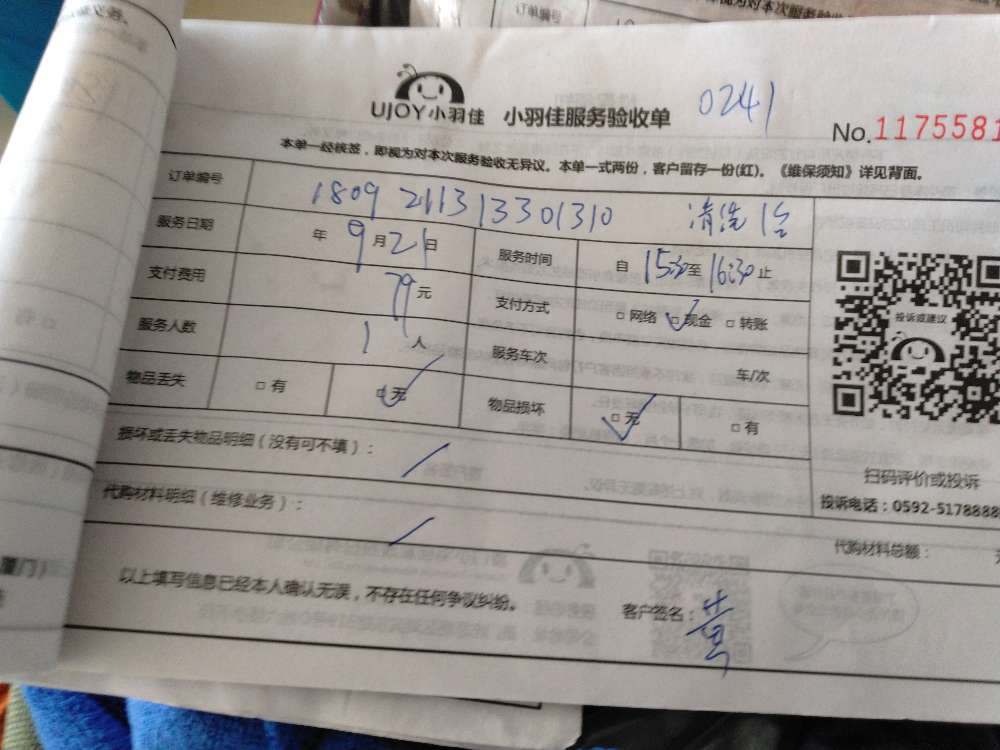 UJOY小羽佳 小羽佳服务验收单 0241
No.1175581
本单一经核签，即视为对本次服务验收无异议。本单一式两份，客户留存一份(红)。《维保须知》详见背面。
订单编号 180921131330 1310 清洗1台
服务日期 年9月21日 服务时间 自15:30至16:30止
支付费用 79元 支付方式 □网络 □现金 □转账
服务人数 1人 服务车次 车/次
物品丢失 □有 □无 物品损坏 □无 □有
投诉或建议
损坏或丢失物品明细（没有可不填）：
扫码评价或投诉
投诉电话：0592-5178888
代购材料明细（维修业务）：
代购材料总额：
以上填写信息已经本人确认无误，不存在任何争议纠纷。 客户签名：黄